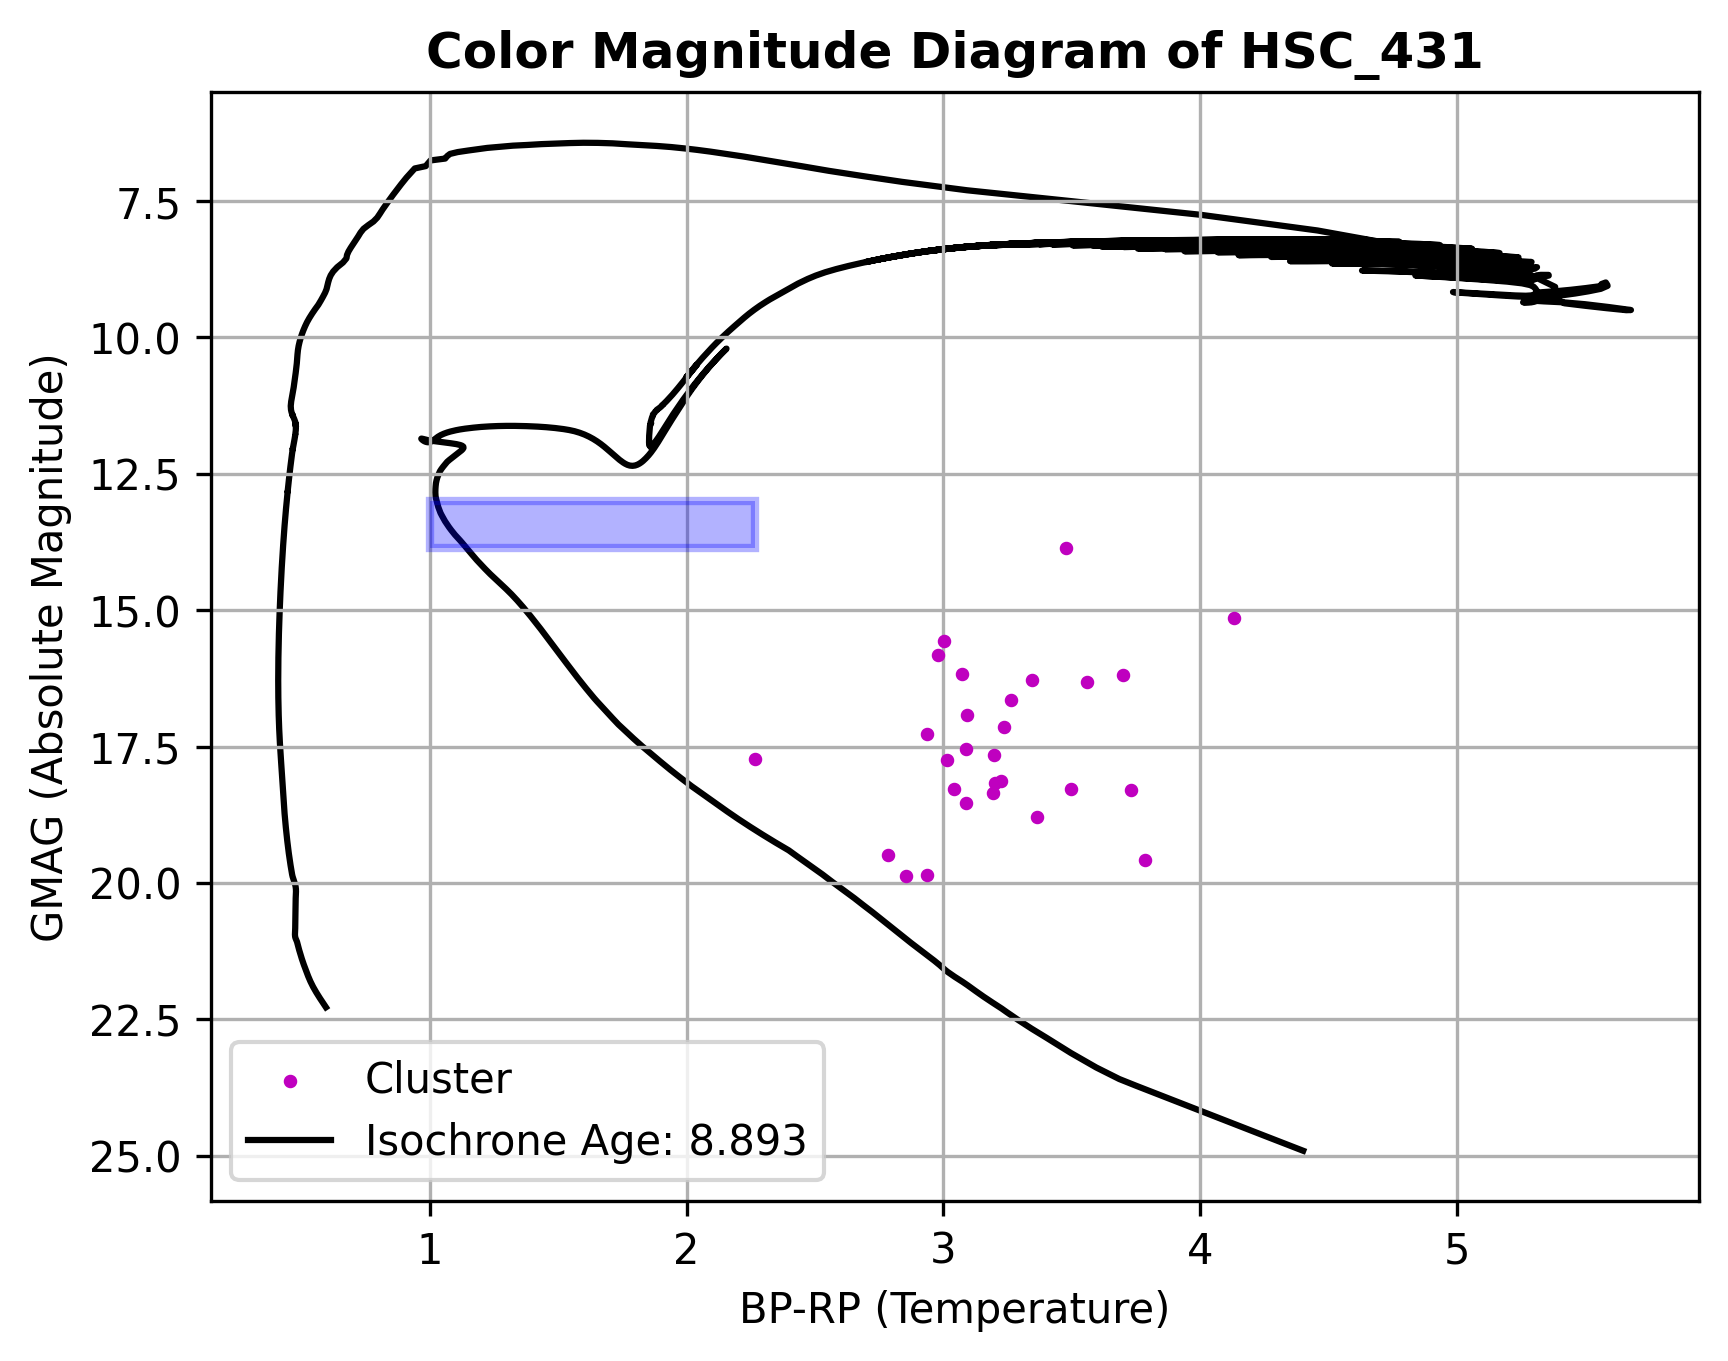 Color Magnitude Diagram of HSC_431
GMAG (Absolute Magnitude)
7.5
10.0
12.5
15.0
17.5
20.0
22.5
25.0
Cluster
Isochrone Age: 8.893
1 2 3 4 5
BP-RP (Temperature)